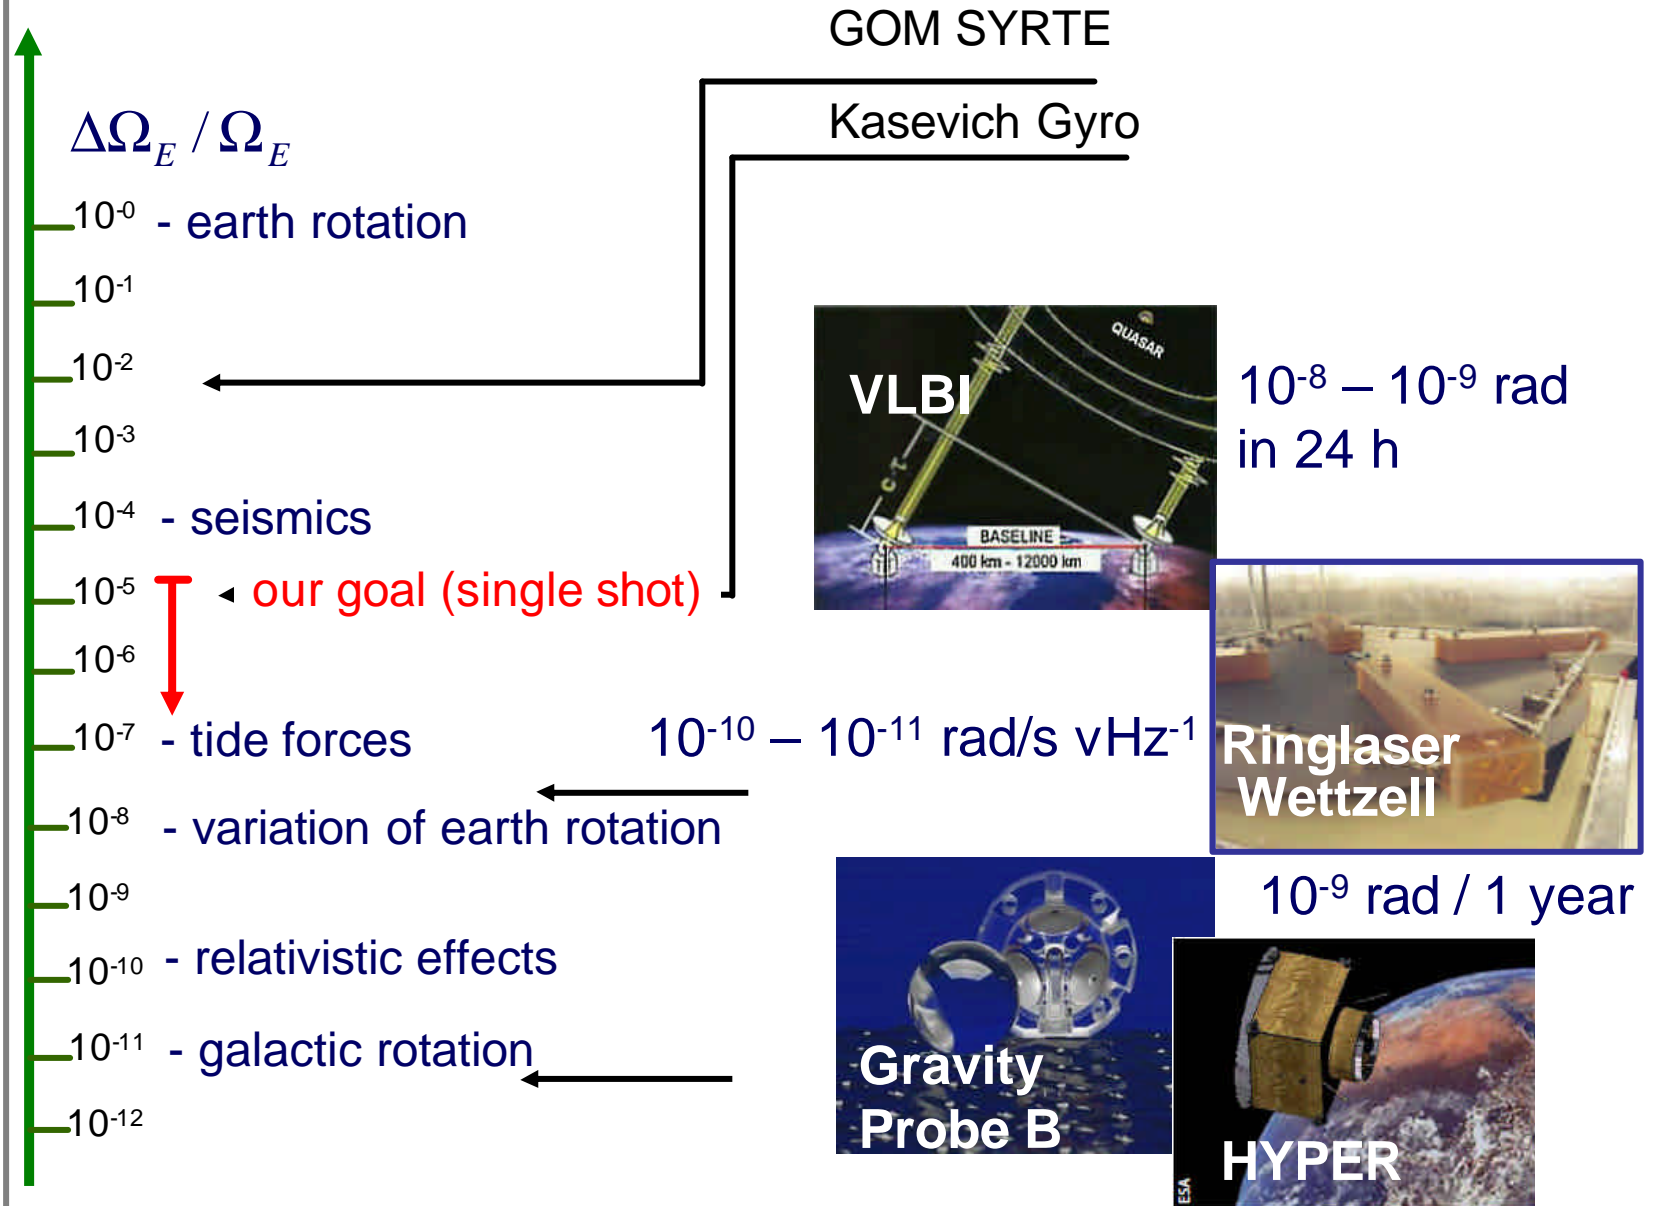 GOM SYRTE
Kasevich Gyro
ΔΩ_E / Ω_E
10^-0 - earth rotation
10^-1
10^-2
10^-3
10^-4 - seismics
10^-5 our goal (single shot)
10^-6
10^-7 - tide forces
10^-8 - variation of earth rotation
10^-9
10^-10 - relativistic effects
10^-11 - galactic rotation
10^-12
QUASAR
VLBI
c·τ
BASELINE
400 km - 12000 km
10^-8 – 10^-9 rad
in 24 h
10^-10 – 10^-11 rad/s vHz^-1
Ringlaser
Wettzell
10^-9 rad / 1 year
Gravity
Probe B
HYPER
ESA